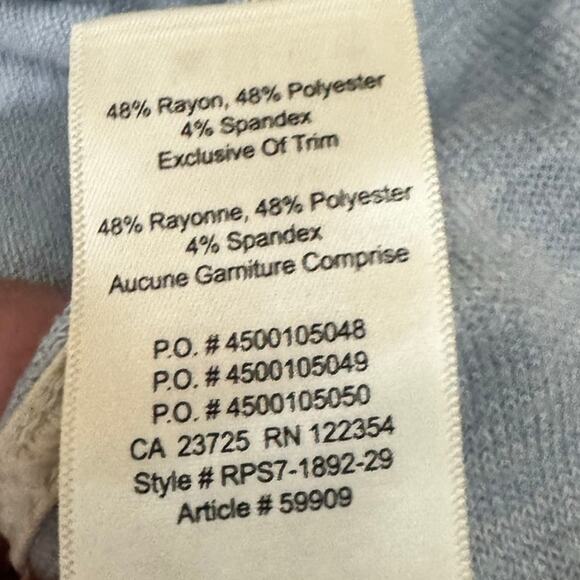 48% Rayon, 48% Polyester
4% Spandex
Exclusive Of Trim
48% Rayonne, 48% Polyester
4% Spandex
Aucune Garniture Comprise
P.O. # 4500105048
P.O. # 4500105049
P.O. # 4500105050
CA 23725 RN 122354
Style # RPS7-1892-29
Article # 59909